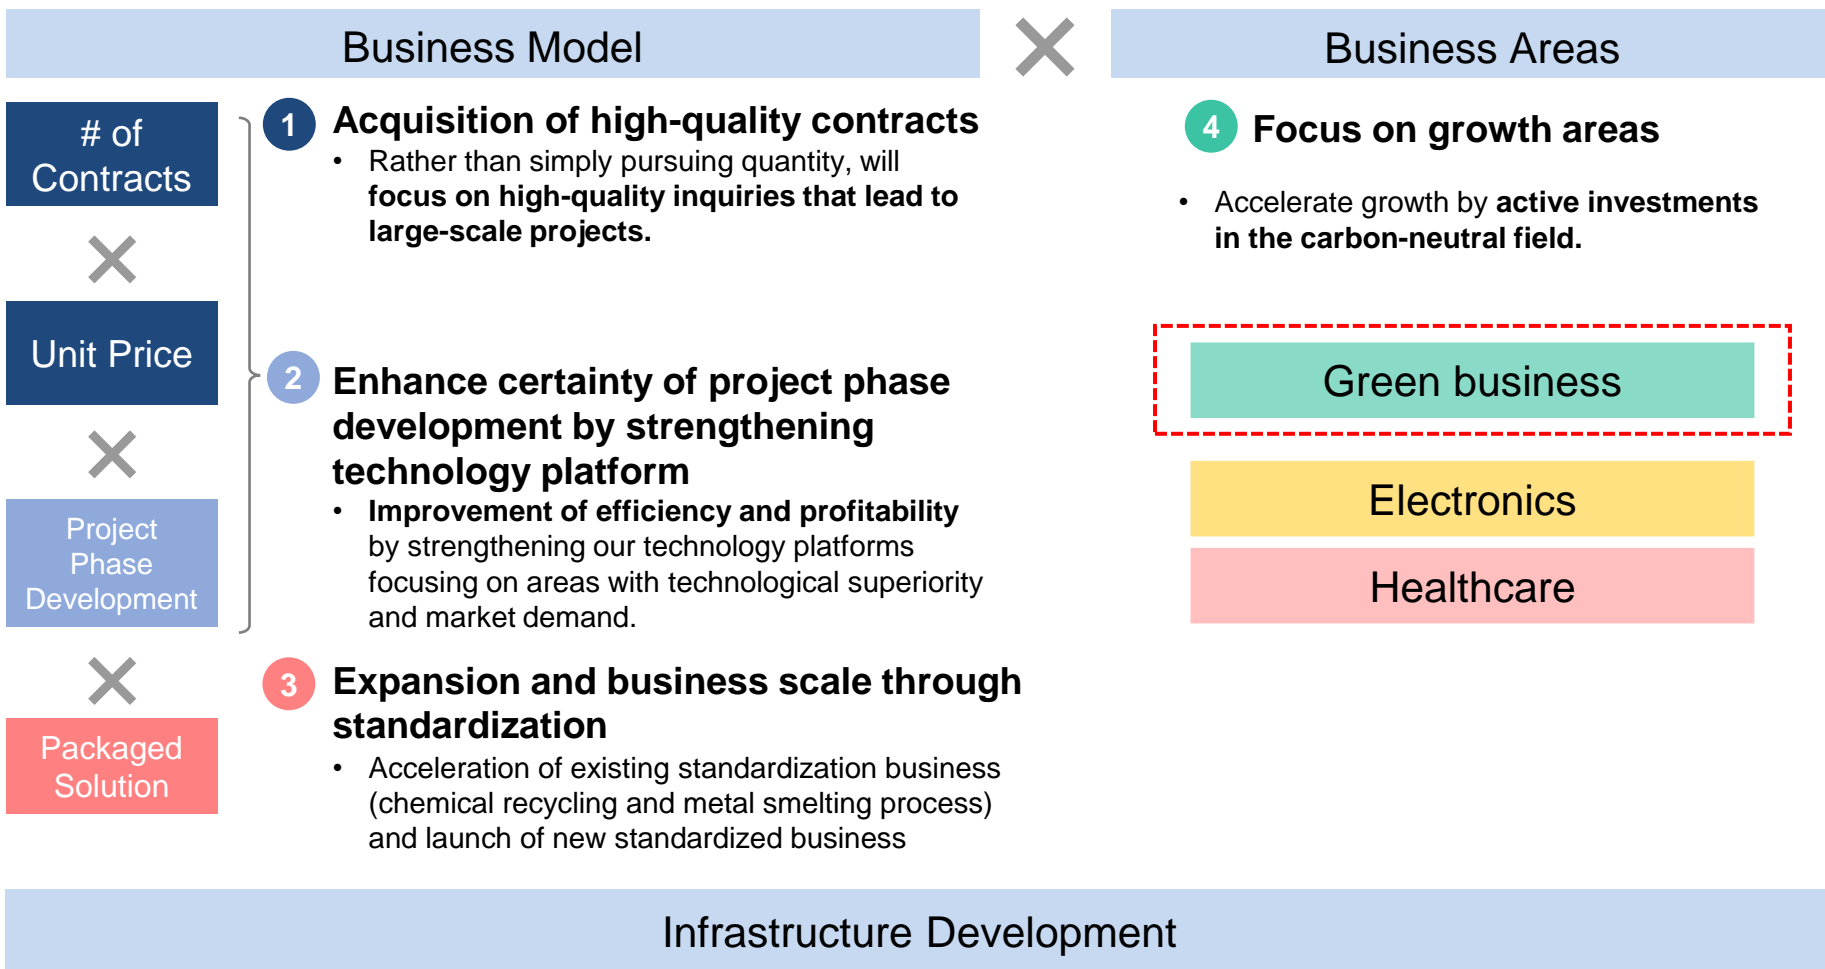 Business Model
Business Areas
# of
Contracts
Unit Price
Project
Phase
Development
Packaged
Solution
1
Acquisition of high-quality contracts
• Rather than simply pursuing quantity, will
focus on high-quality inquiries that lead to
large-scale projects.
2
Enhance certainty of project phase
development by strengthening
technology platform
• Improvement of efficiency and profitability
by strengthening our technology platforms
focusing on areas with technological superiority
and market demand.
3
Expansion and business scale through
standardization
• Acceleration of existing standardization business
(chemical recycling and metal smelting process)
and launch of new standardized business
4
Focus on growth areas
• Accelerate growth by active investments
in the carbon-neutral field.
Green business
Electronics
Healthcare
Infrastructure Development